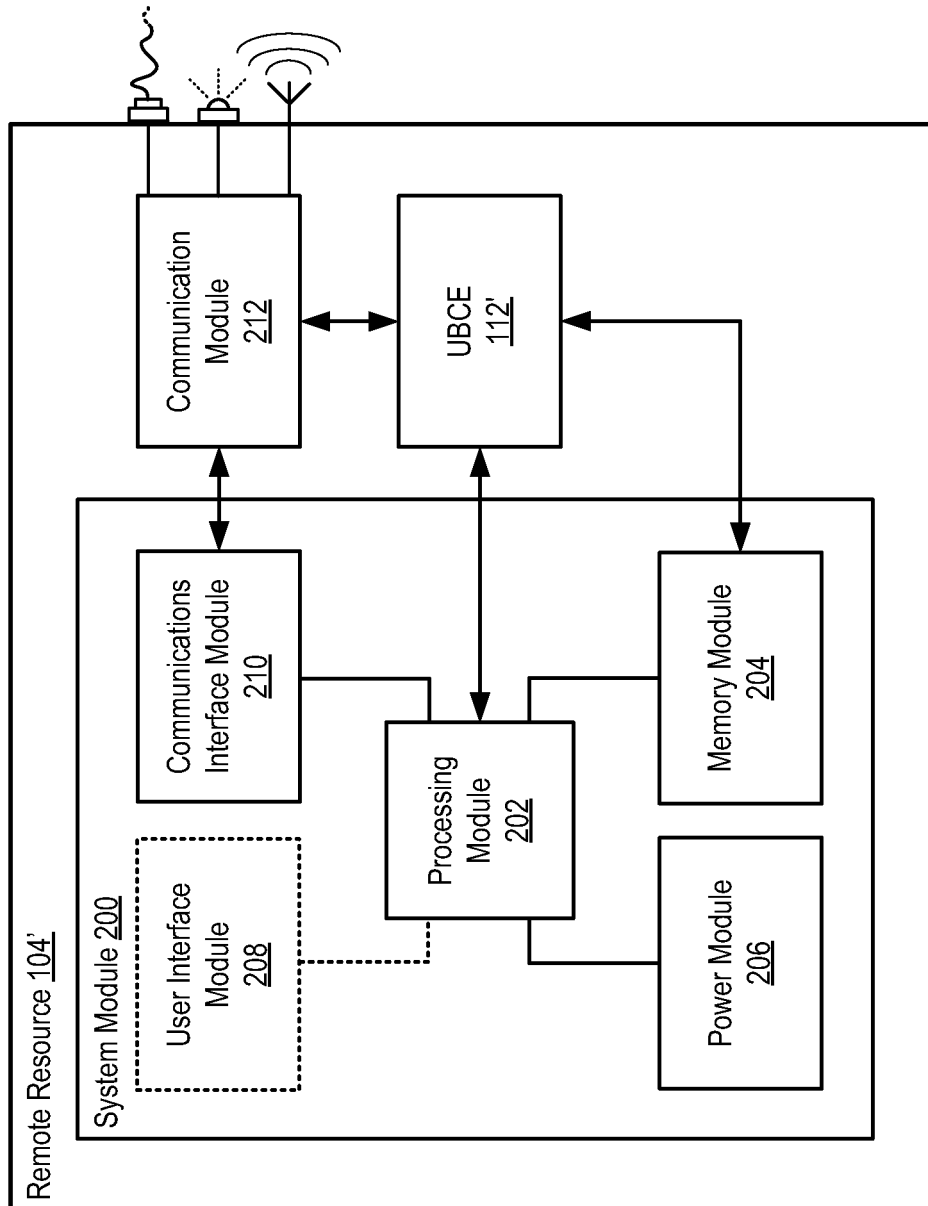 Remote Resource 104'
System Module 200
User Interface
Module
208
Communications
Interface Module
210
Communication
Module
212
Processing
Module
202
UBCE
112'
Power Module
206
Memory Module
204